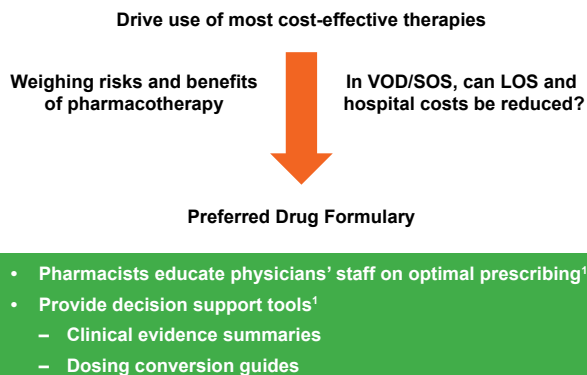 Drive use of most cost-effective therapies
Weighing risks and benefits
of pharmacotherapy
In VOD/SOS, can LOS and
hospital costs be reduced?
Preferred Drug Formulary
• Pharmacists educate physicians’ staff on optimal prescribing¹
• Provide decision support tools¹
– Clinical evidence summaries
– Dosing conversion guides